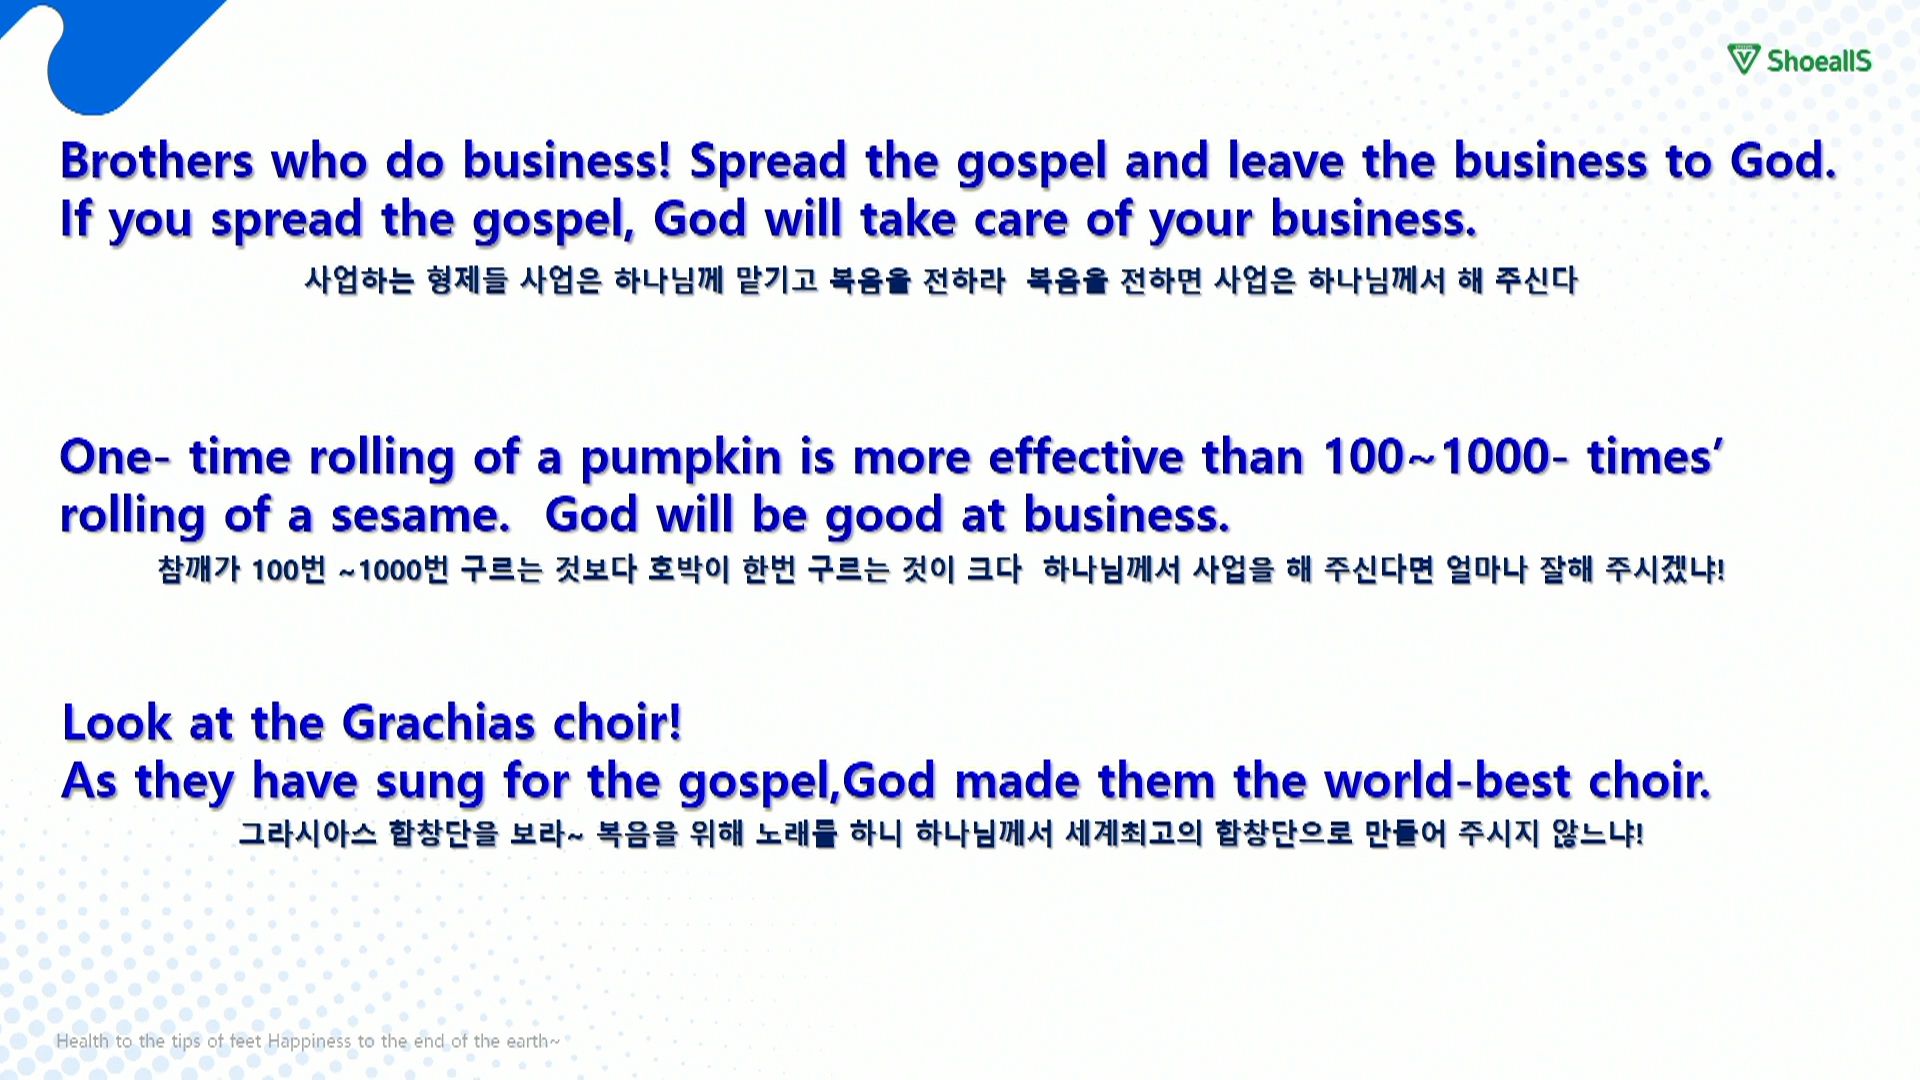 ShoeallS
Brothers who do business! Spread the gospel and leave the business to God.
If you spread the gospel, God will take care of your business.
사업하는 형제들 사업은 하나님께 맡기고 복음을 전하라  복음을 전하면 사업은 하나님께서 해 주신다
One- time rolling of a pumpkin is more effective than 100~1000- times’
rolling of a sesame.  God will be good at business.
참깨가 100번 ~1000번 구르는 것보다 호박이 한번 구르는 것이 크다  하나님께서 사업을 해 주신다면 얼마나 잘해 주시겠냐!
Look at the Grachias choir!
As they have sung for the gospel,God made them the world-best choir.
그라시아스 합창단을 보라~ 복음을 위해 노래를 하니 하나님께서 세계최고의 합창단으로 만들어 주시지 않느냐!
Health to the tips of feet Happiness to the end of the earth~